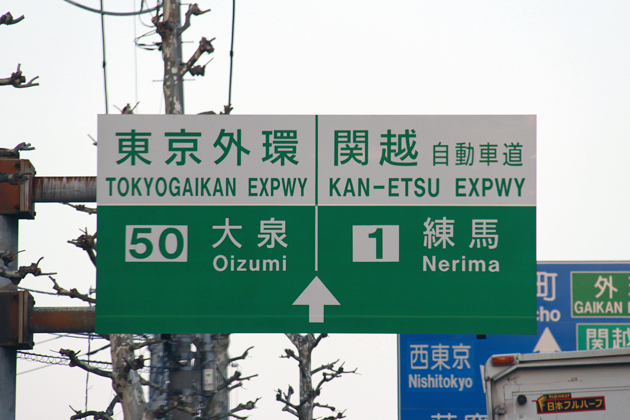 東京外環
TOKYOGAIKAN EXPWY
関越 自動車道
KAN-ETSU EXPWY
50 大泉
Oizumi
1 練馬
Nerima
町
cho
外
GAIKAN
関越
西東京
Nishitokyo
日本フルハーフ